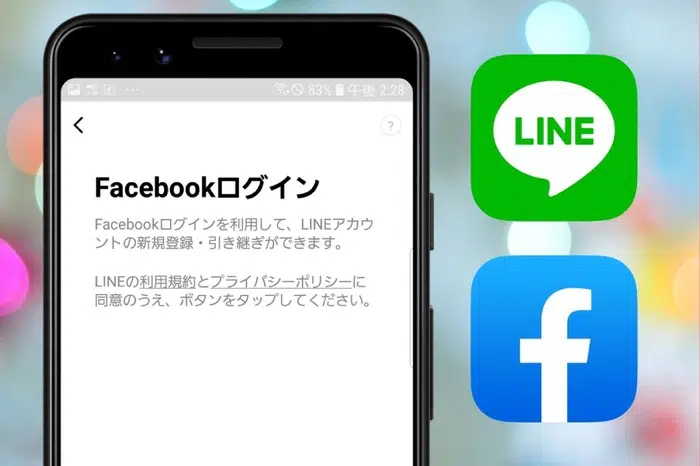 83% 午後 2:28
?
Facebookログイン
Facebookログインを利用して、LINEアカウ
ントの新規登録・引き継ぎができます。
LINEの利用規約とプライバシーポリシーに
同意のうえ、ボタンをタップしてください。
LINE
f